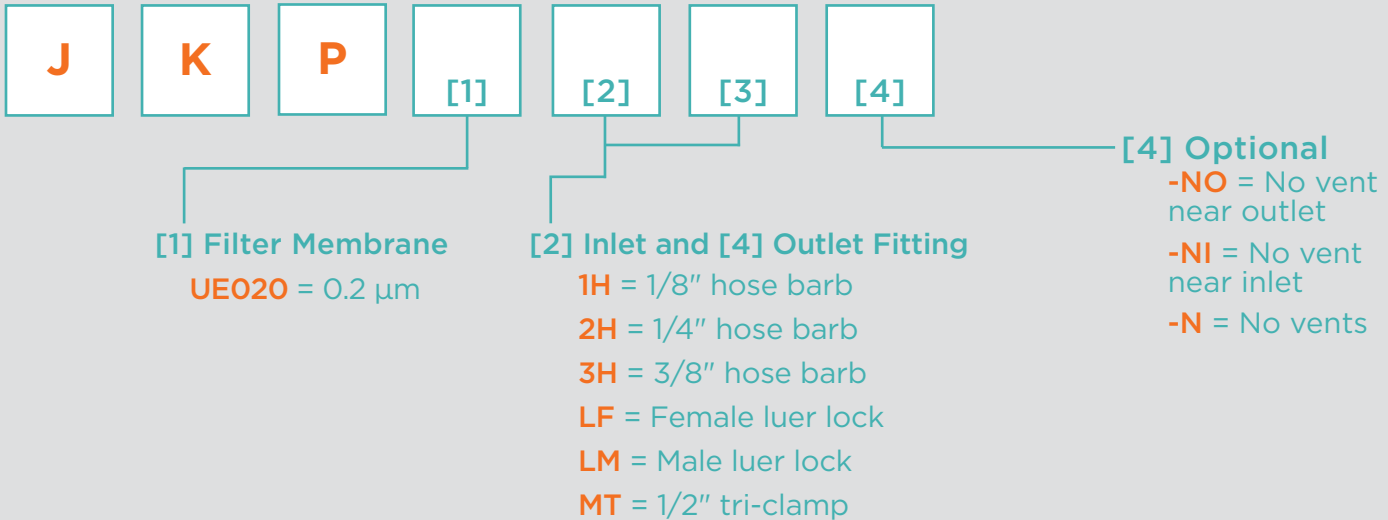 J K P [1] [2] [3] [4]
[1] Filter Membrane
UE020 = 0.2 µm
[2] Inlet and [4] Outlet Fitting
1H = 1/8" hose barb
2H = 1/4" hose barb
3H = 3/8" hose barb
LF = Female luer lock
LM = Male luer lock
MT = 1/2" tri-clamp
[4] Optional
-NO = No vent
near outlet
-NI = No vent
near inlet
-N = No vents